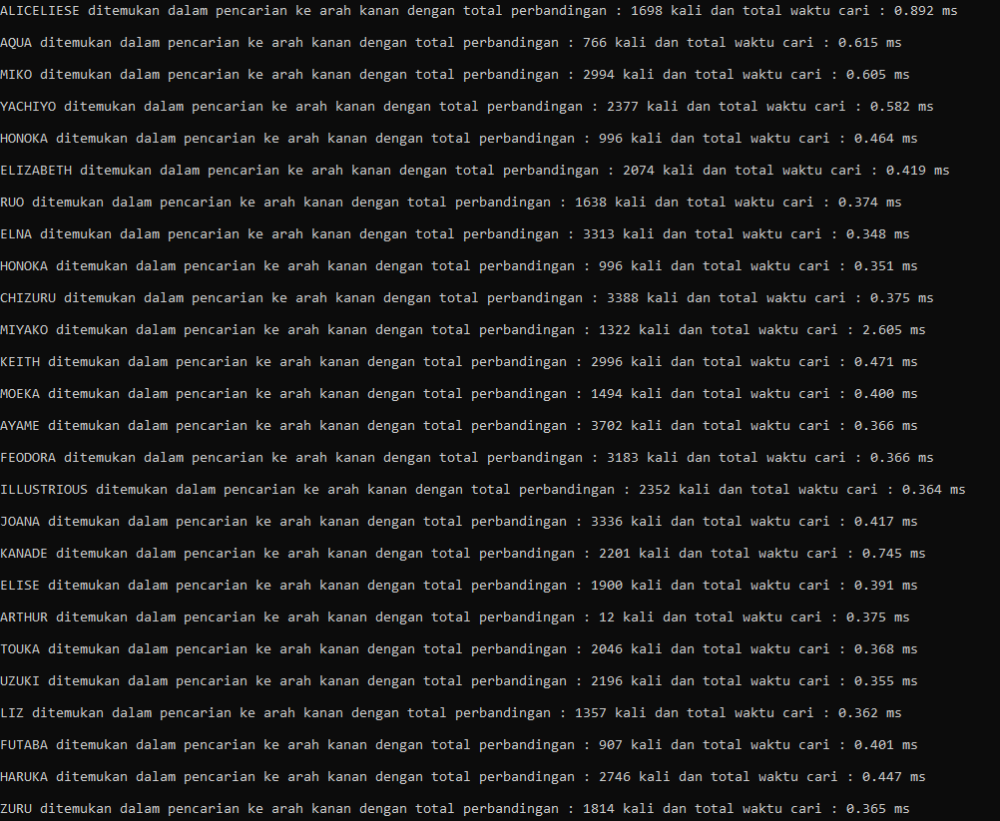 ALICELIESE ditemukan dalam pencarian ke arah kanan dengan total perbandingan : 1698 kali dan total waktu cari : 0.892 ms
AQUA ditemukan dalam pencarian ke arah kanan dengan total perbandingan : 766 kali dan total waktu cari : 0.615 ms
MIKO ditemukan dalam pencarian ke arah kanan dengan total perbandingan : 2994 kali dan total waktu cari : 0.605 ms
YACHIYO ditemukan dalam pencarian ke arah kanan dengan total perbandingan : 2377 kali dan total waktu cari : 0.582 ms
HONOKA ditemukan dalam pencarian ke arah kanan dengan total perbandingan : 996 kali dan total waktu cari : 0.464 ms
ELIZABETH ditemukan dalam pencarian ke arah kanan dengan total perbandingan : 2074 kali dan total waktu cari : 0.419 ms
RUO ditemukan dalam pencarian ke arah kanan dengan total perbandingan : 1638 kali dan total waktu cari : 0.374 ms
ELNA ditemukan dalam pencarian ke arah kanan dengan total perbandingan : 3313 kali dan total waktu cari : 0.348 ms
HONOKA ditemukan dalam pencarian ke arah kanan dengan total perbandingan : 996 kali dan total waktu cari : 0.351 ms
CHIZURU ditemukan dalam pencarian ke arah kanan dengan total perbandingan : 3388 kali dan total waktu cari : 0.375 ms
MIYAKO ditemukan dalam pencarian ke arah kanan dengan total perbandingan : 1322 kali dan total waktu cari : 2.605 ms
KEITH ditemukan dalam pencarian ke arah kanan dengan total perbandingan : 2996 kali dan total waktu cari : 0.471 ms
MOEKA ditemukan dalam pencarian ke arah kanan dengan total perbandingan : 1494 kali dan total waktu cari : 0.400 ms
AYAME ditemukan dalam pencarian ke arah kanan dengan total perbandingan : 3702 kali dan total waktu cari : 0.366 ms
FEODORA ditemukan dalam pencarian ke arah kanan dengan total perbandingan : 3183 kali dan total waktu cari : 0.366 ms
ILLUSTRIOUS ditemukan dalam pencarian ke arah kanan dengan total perbandingan : 2352 kali dan total waktu cari : 0.364 ms
JOANA ditemukan dalam pencarian ke arah kanan dengan total perbandingan : 3336 kali dan total waktu cari : 0.417 ms
KANADE ditemukan dalam pencarian ke arah kanan dengan total perbandingan : 2201 kali dan total waktu cari : 0.745 ms
ELISE ditemukan dalam pencarian ke arah kanan dengan total perbandingan : 1900 kali dan total waktu cari : 0.391 ms
ARTHUR ditemukan dalam pencarian ke arah kanan dengan total perbandingan : 12 kali dan total waktu cari : 0.375 ms
TOUKA ditemukan dalam pencarian ke arah kanan dengan total perbandingan : 2046 kali dan total waktu cari : 0.368 ms
UZUKI ditemukan dalam pencarian ke arah kanan dengan total perbandingan : 2196 kali dan total waktu cari : 0.355 ms
LIZ ditemukan dalam pencarian ke arah kanan dengan total perbandingan : 1357 kali dan total waktu cari : 0.362 ms
FUTABA ditemukan dalam pencarian ke arah kanan dengan total perbandingan : 907 kali dan total waktu cari : 0.401 ms
HARUKA ditemukan dalam pencarian ke arah kanan dengan total perbandingan : 2746 kali dan total waktu cari : 0.447 ms
ZURU ditemukan dalam pencarian ke arah kanan dengan total perbandingan : 1814 kali dan total waktu cari : 0.365 ms